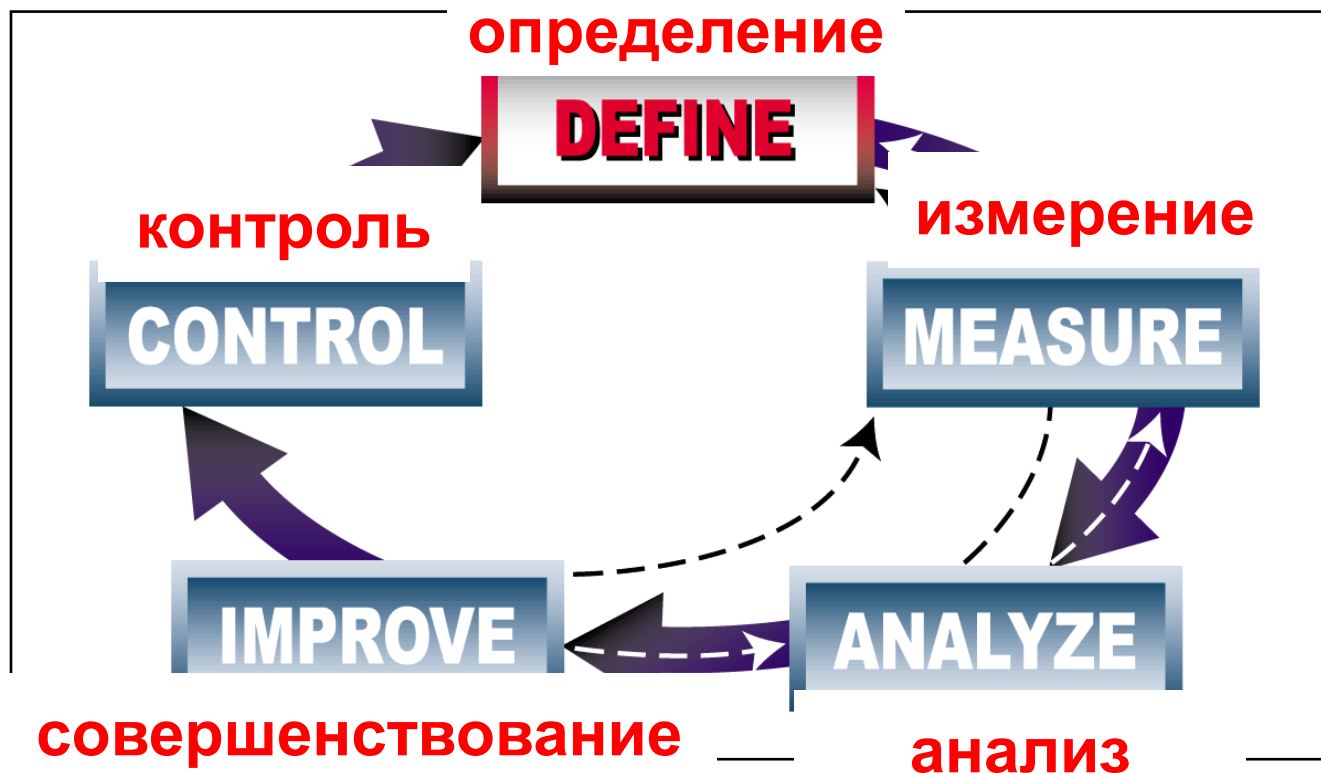 определение
DEFINE
контроль
измерение
CONTROL
MEASURE
IMPROVE
ANALYZE
совершенствование
анализ